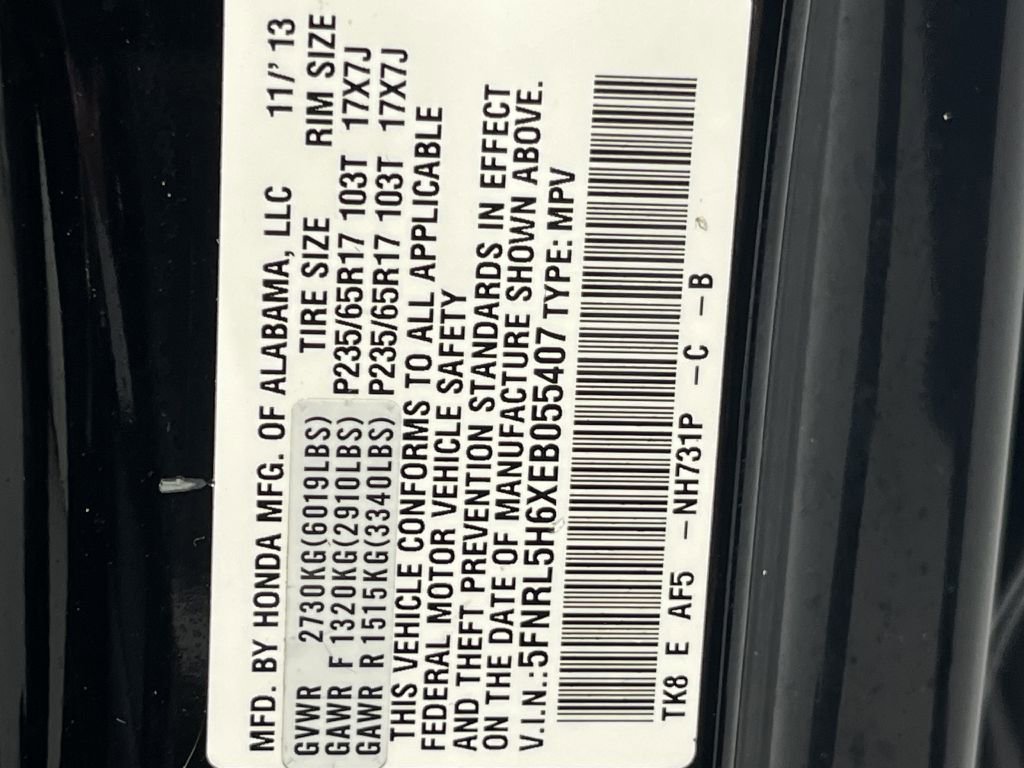 MFD. BY HONDA MFG. OF ALABAMA, LLC 11/'13
GVWR 2730KG(6019LBS) TIRE SIZE RIM SIZE
GAWR F 1320KG(2910LBS) P235/65R17 103T 17X7J
GAWR R 1515KG(3340LBS) P235/65R17 103T 17X7J
THIS VEHICLE CONFORMS TO ALL APPLICABLE
FEDERAL MOTOR VEHICLE SAFETY
AND THEFT PREVENTION STANDARDS IN EFFECT
ON THE DATE OF MANUFACTURE SHOWN ABOVE.
V.I.N.:5FNRL5H6XEB055407 TYPE: MPV
TK8 E AF5 -NH731P -C -B